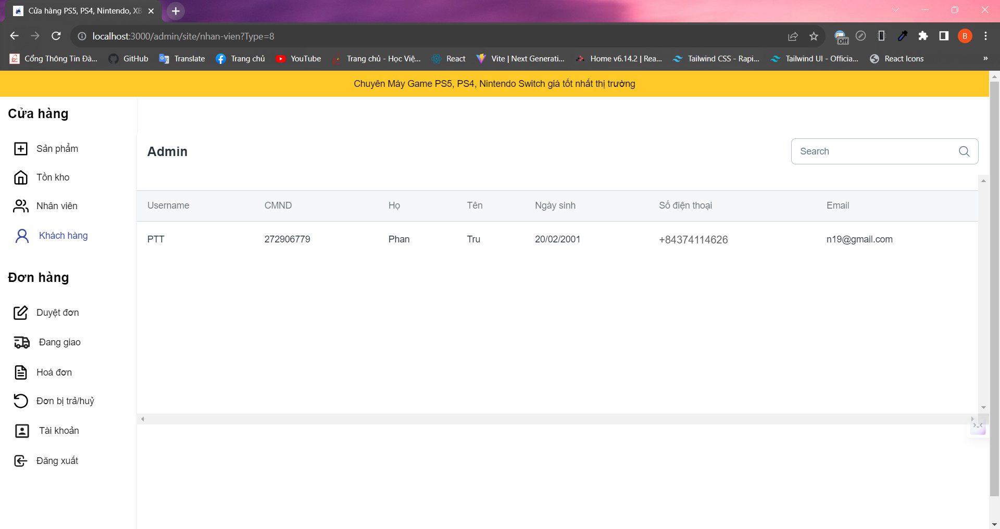 Cửa hàng PS5, PS4, Nintendo, XB
localhost:3000/admin/site/nhan-vien?Type=8
Off
B
Cổng Thông Tin Đà...
GitHub
Translate
Trang chủ
YouTube
Trang chủ - Học Việ...
React
Vite | Next Generati...
Home v6.14.2 | Rea...
Tailwind CSS - Rapi...
Tailwind UI - Officia...
React Icons
»
Chuyên Máy Game PS5, PS4, Nintendo Switch giá tốt nhất thị trường
Cửa hàng
Sản phẩm
Tồn kho
Nhân viên
Khách hàng
Đơn hàng
Duyệt đơn
Đang giao
Hoá đơn
Đơn bị trả/huỷ
Tài khoản
Đăng xuất
Admin
Search
Username CMND Họ Tên Ngày sinh Số điện thoại Email
PTT 272906779 Phan Tru 20/02/2001 +84374114626 n19@gmail.com